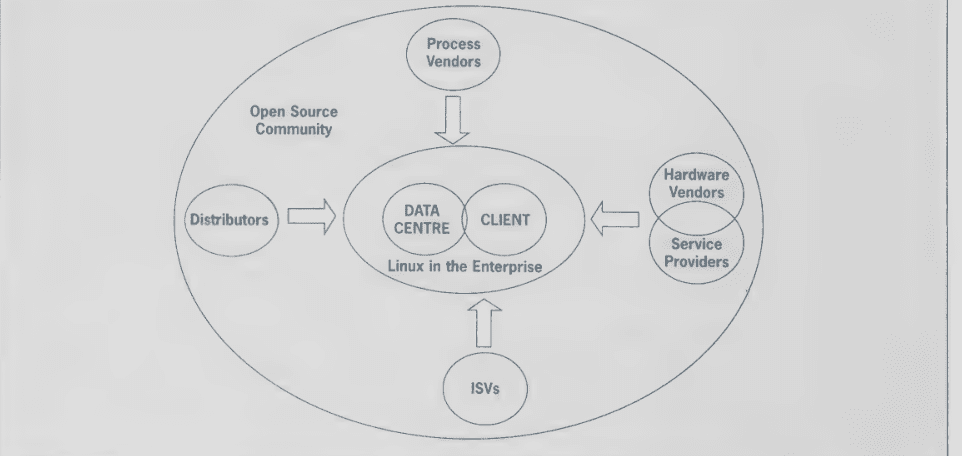 Process
Vendors
Open Source
Community
Hardware
Vendors
Distributors
DATA
CENTRE
CLIENT
Service
Providers
Linux in the Enterprise
ISVs